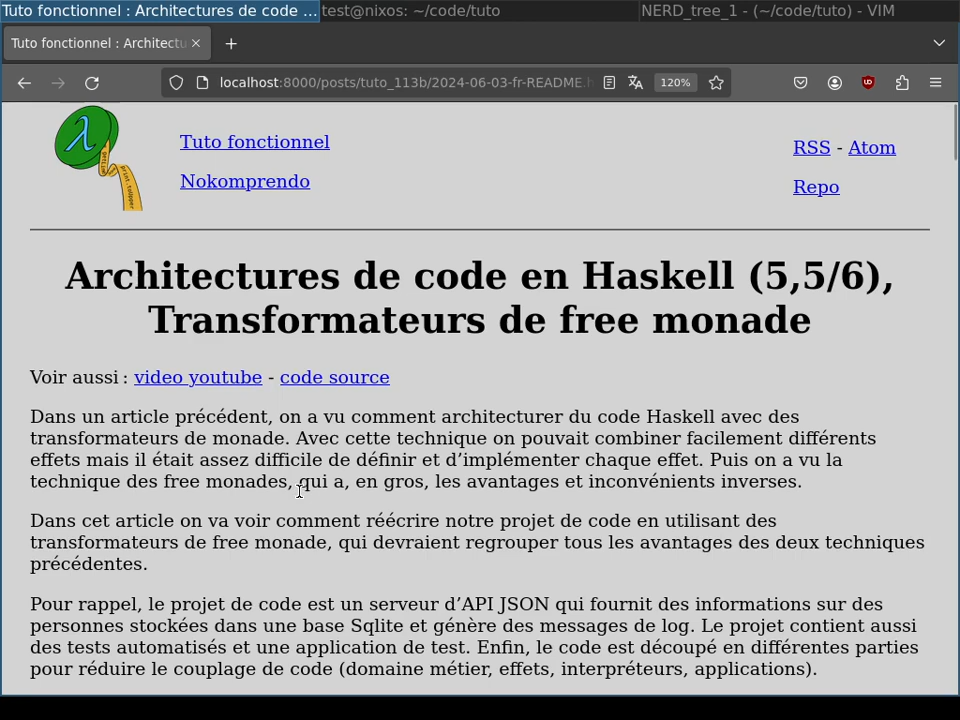 Tuto fonctionnel : Architectures de code ... test@nixos: ~/code/tuto NERD_tree_1 - (~/code/tuto) - VIM
Tuto fonctionnel : Architectu
localhost:8000/posts/tuto_113b/2024-06-03-fr-README.h 120%
λ
Tuto fonctionnel
RSS - Atom
Nokomprendo
Repo
Architectures de code en Haskell (5,5/6),
Transformateurs de free monade
Voir aussi : video youtube - code source
Dans un article précédent, on a vu comment architecturer du code Haskell avec des
transformateurs de monade. Avec cette technique on pouvait combiner facilement différents
effets mais il était assez difficile de définir et d’implémenter chaque effet. Puis on a vu la
technique des free monades, qui a, en gros, les avantages et inconvénients inverses.
Dans cet article on va voir comment réécrire notre projet de code en utilisant des
transformateurs de free monade, qui devraient regrouper tous les avantages des deux techniques
précédentes.
Pour rappel, le projet de code est un serveur d’API JSON qui fournit des informations sur des
personnes stockées dans une base Sqlite et génère des messages de log. Le projet contient aussi
des tests automatisés et une application de test. Enfin, le code est découpé en différentes parties
pour réduire le couplage de code (domaine métier, effets, interpréteurs, applications).